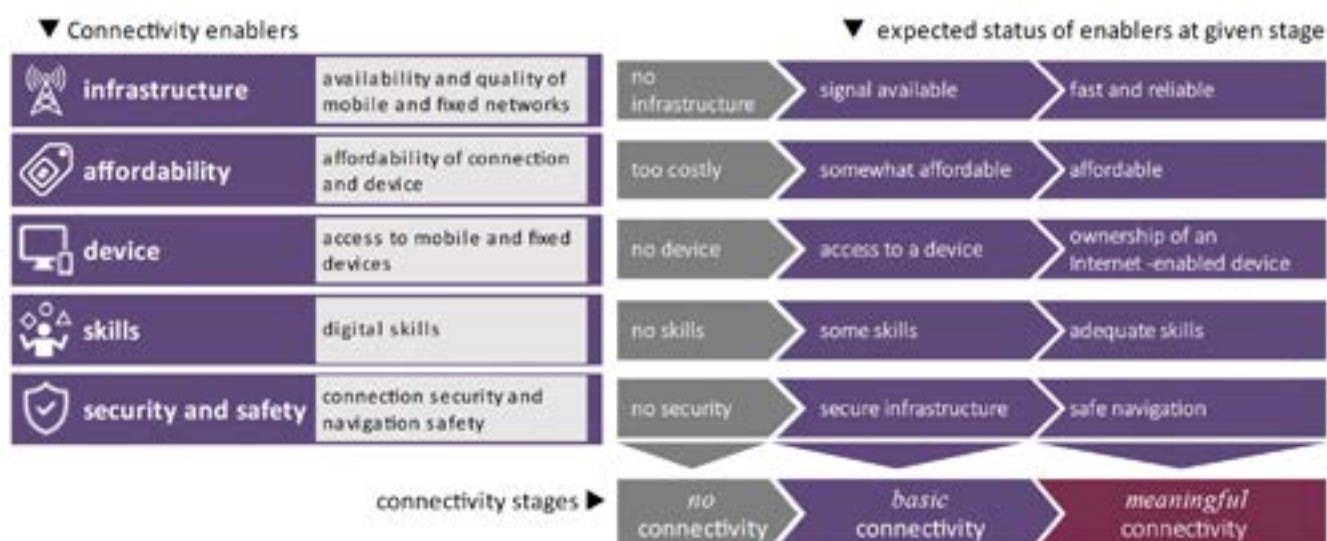 ▼ Connectivity enablers
▼ expected status of enablers at given stage
infrastructure
availability and quality of
mobile and fixed networks
no
infrastructure
signal available
fast and reliable
affordability
affordability of connection
and device
too costly
somewhat affordable
affordable
device
access to mobile and fixed
devices
no device
access to a device
ownership of an
Internet -enabled device
skills
digital skills
no skills
some skills
adequate skills
security and safety
connection security and
navigation safety
no security
secure infrastructure
safe navigation
connectivity stages ►
no
connectivity
basic
connectivity
meaningful
connectivity